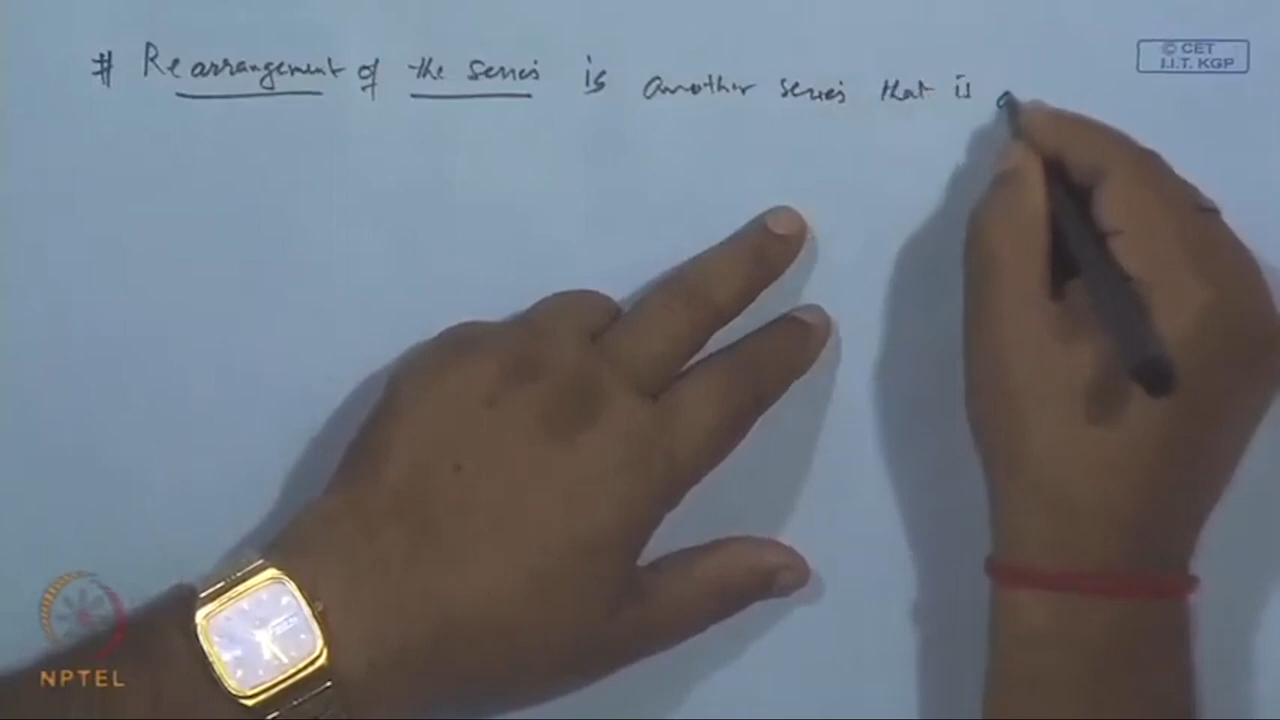 # Rearrangement of the series is another series that is
© CET
I.I.T. KGP
NPTEL